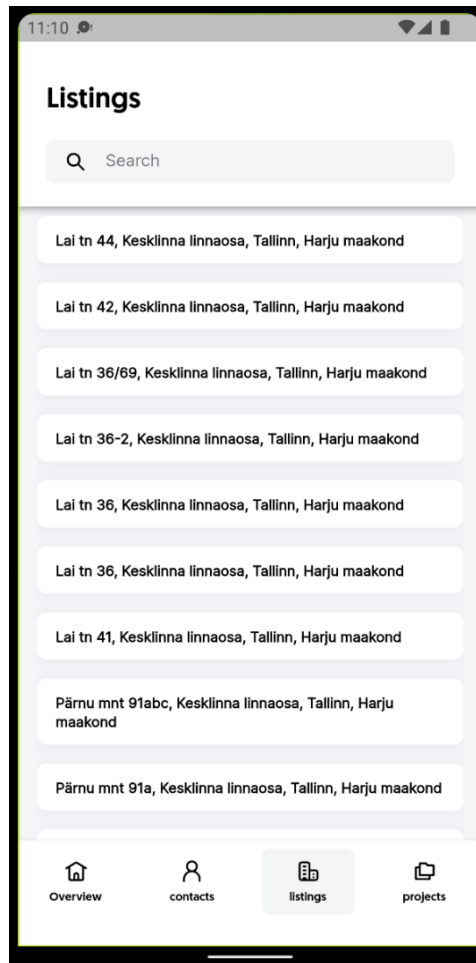 11:10
Listings
Search
Lai tn 44, Kesklinna linnaosa, Tallinn, Harju maakond
Lai tn 42, Kesklinna linnaosa, Tallinn, Harju maakond
Lai tn 36/69, Kesklinna linnaosa, Tallinn, Harju maakond
Lai tn 36-2, Kesklinna linnaosa, Tallinn, Harju maakond
Lai tn 36, Kesklinna linnaosa, Tallinn, Harju maakond
Lai tn 36, Kesklinna linnaosa, Tallinn, Harju maakond
Lai tn 41, Kesklinna linnaosa, Tallinn, Harju maakond
Pärnu mnt 91abc, Kesklinna linnaosa, Tallinn, Harju
maakond
Pärnu mnt 91a, Kesklinna linnaosa, Tallinn, Harju maakond
Overview contacts listings projects